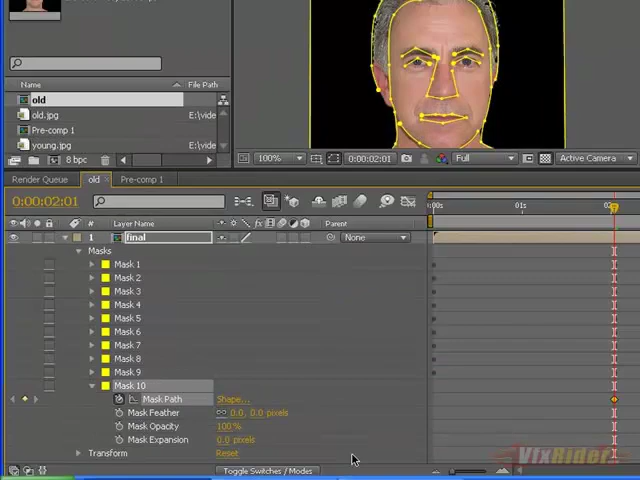 Name
File Path
old
old.jpg
E:\vide
Pre-comp 1
young.jpg
E:\vide
8 bpc
100%
0:00:02:01
Full
Active Camera
Render Queue
old
Pre-comp 1
0:00:02:01
:00s
01s
02
#
Layer Name
Parent
1
final
None
Masks
Mask 1
Mask 2
Mask 3
Mask 4
Mask 5
Mask 6
Mask 7
Mask 8
Mask 9
Mask 10
Mask Path
Shape...
Mask Feather
0.0, 0.0 pixels
Mask Opacity
100%
Mask Expansion
0.0 pixels
Transform
Reset
Toggle Switches / Modes
VfxRider